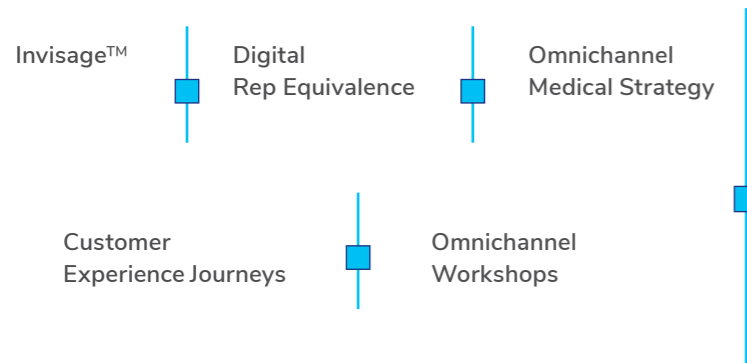 Invisage™
Digital
Rep Equivalence
Omnichannel
Medical Strategy
Customer
Experience Journeys
Omnichannel
Workshops